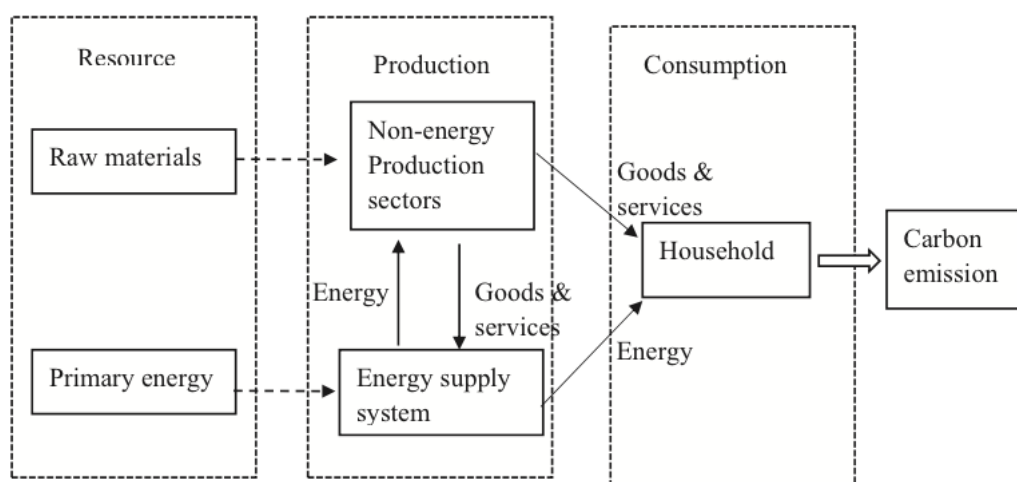 Resource
Production
Consumption
Raw materials
Non-energy
Production
sectors
Goods &
services
Household
Carbon
emission
Energy
Goods &
services
Primary energy
Energy supply
system
Energy